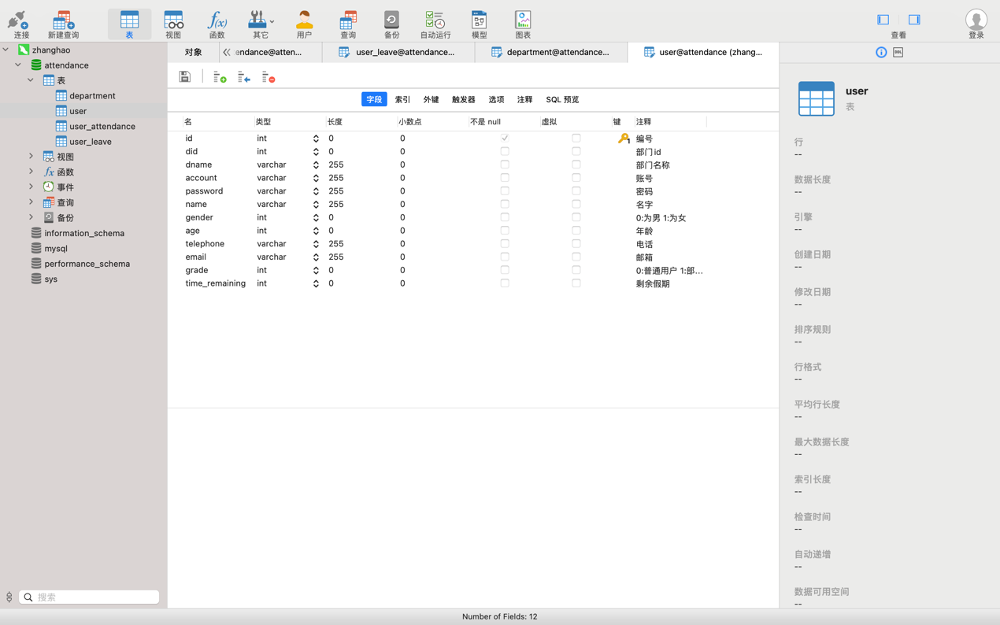 连接 新建查询 表 视图 函数 其它 用户 查询 备份 自动运行 模型 图表 查看 登录
zhanghao
attendance
表
department
user
user_attendance
user_leave
视图
函数
事件
查询
备份
information_schema
mysql
performance_schema
sys
搜索
对象 endance@atten... user_leave@attendance... department@attendance... user@attendance (zhang...
字段 索引 外键 触发器 选项 注释 SQL 预览
名 类型 长度 小数点 不是 null 虚拟 键 注释
id int 0 0 1 编号
did int 0 0 部门id
dname varchar 255 0 部门名称
account varchar 255 0 账号
password varchar 255 0 密码
name varchar 255 0 名字
gender int 0 0 0:为男 1:为女
age int 0 0 年龄
telephone varchar 255 0 电话
email varchar 255 0 邮箱
grade int 0 0 0:普通用户 1:部...
time_remaining int 0 0 剩余假期
DDL
user
表
行
--
数据长度
--
引擎
--
创建日期
--
修改日期
--
排序规则
--
行格式
--
平均行长度
--
最大数据长度
--
索引长度
--
检查时间
--
自动递增
--
数据可用空间
--
Number of Fields: 12